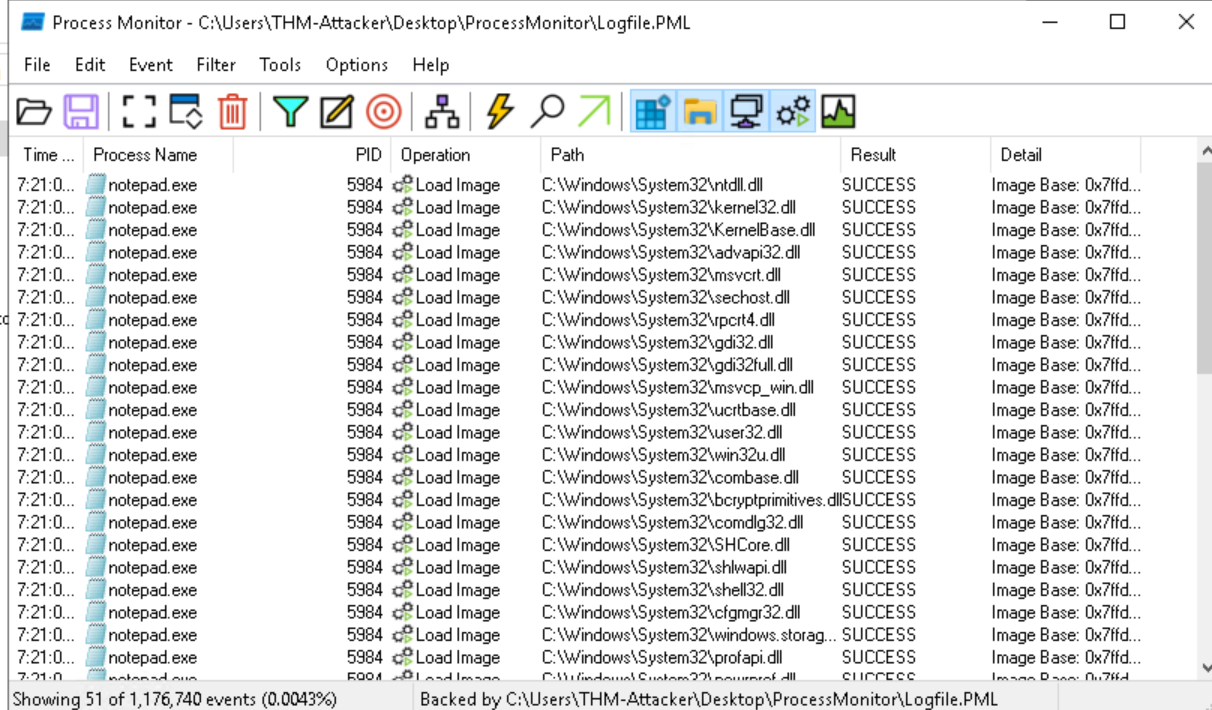 Process Monitor - C:\Users\THM-Attacker\Desktop\ProcessMonitor\Logfile.PML
File Edit Event Filter Tools Options Help
Time ... Process Name PID Operation Path Result Detail
7:21:0... notepad.exe 5984 Load Image C:\Windows\System32\ntdll.dll SUCCESS Image Base: 0x7ffd...
7:21:0... notepad.exe 5984 Load Image C:\Windows\System32\kernel32.dll SUCCESS Image Base: 0x7ffd...
7:21:0... notepad.exe 5984 Load Image C:\Windows\System32\KernelBase.dll SUCCESS Image Base: 0x7ffd...
7:21:0... notepad.exe 5984 Load Image C:\Windows\System32\advapi32.dll SUCCESS Image Base: 0x7ffd...
7:21:0... notepad.exe 5984 Load Image C:\Windows\System32\msvcrt.dll SUCCESS Image Base: 0x7ffd...
7:21:0... notepad.exe 5984 Load Image C:\Windows\System32\sechost.dll SUCCESS Image Base: 0x7ffd...
7:21:0... notepad.exe 5984 Load Image C:\Windows\System32\rpcrt4.dll SUCCESS Image Base: 0x7ffd...
7:21:0... notepad.exe 5984 Load Image C:\Windows\System32\gdi32.dll SUCCESS Image Base: 0x7ffd...
7:21:0... notepad.exe 5984 Load Image C:\Windows\System32\gdi32full.dll SUCCESS Image Base: 0x7ffd...
7:21:0... notepad.exe 5984 Load Image C:\Windows\System32\msvcp_win.dll SUCCESS Image Base: 0x7ffd...
7:21:0... notepad.exe 5984 Load Image C:\Windows\System32\ucrtbase.dll SUCCESS Image Base: 0x7ffd...
7:21:0... notepad.exe 5984 Load Image C:\Windows\System32\user32.dll SUCCESS Image Base: 0x7ffd...
7:21:0... notepad.exe 5984 Load Image C:\Windows\System32\win32u.dll SUCCESS Image Base: 0x7ffd...
7:21:0... notepad.exe 5984 Load Image C:\Windows\System32\combase.dll SUCCESS Image Base: 0x7ffd...
7:21:0... notepad.exe 5984 Load Image C:\Windows\System32\bcryptprimitives.dll SUCCESS Image Base: 0x7ffd...
7:21:0... notepad.exe 5984 Load Image C:\Windows\System32\comdlg32.dll SUCCESS Image Base: 0x7ffd...
7:21:0... notepad.exe 5984 Load Image C:\Windows\System32\SHCore.dll SUCCESS Image Base: 0x7ffd...
7:21:0... notepad.exe 5984 Load Image C:\Windows\System32\shlwapi.dll SUCCESS Image Base: 0x7ffd...
7:21:0... notepad.exe 5984 Load Image C:\Windows\System32\shell32.dll SUCCESS Image Base: 0x7ffd...
7:21:0... notepad.exe 5984 Load Image C:\Windows\System32\cfgmgr32.dll SUCCESS Image Base: 0x7ffd...
7:21:0... notepad.exe 5984 Load Image C:\Windows\System32\windows.storag... SUCCESS Image Base: 0x7ffd...
7:21:0... notepad.exe 5984 Load Image C:\Windows\System32\profapi.dll SUCCESS Image Base: 0x7ffd...
Showing 51 of 1,176,740 events (0.0043%) Backed by C:\Users\THM-Attacker\Desktop\ProcessMonitor\Logfile.PML